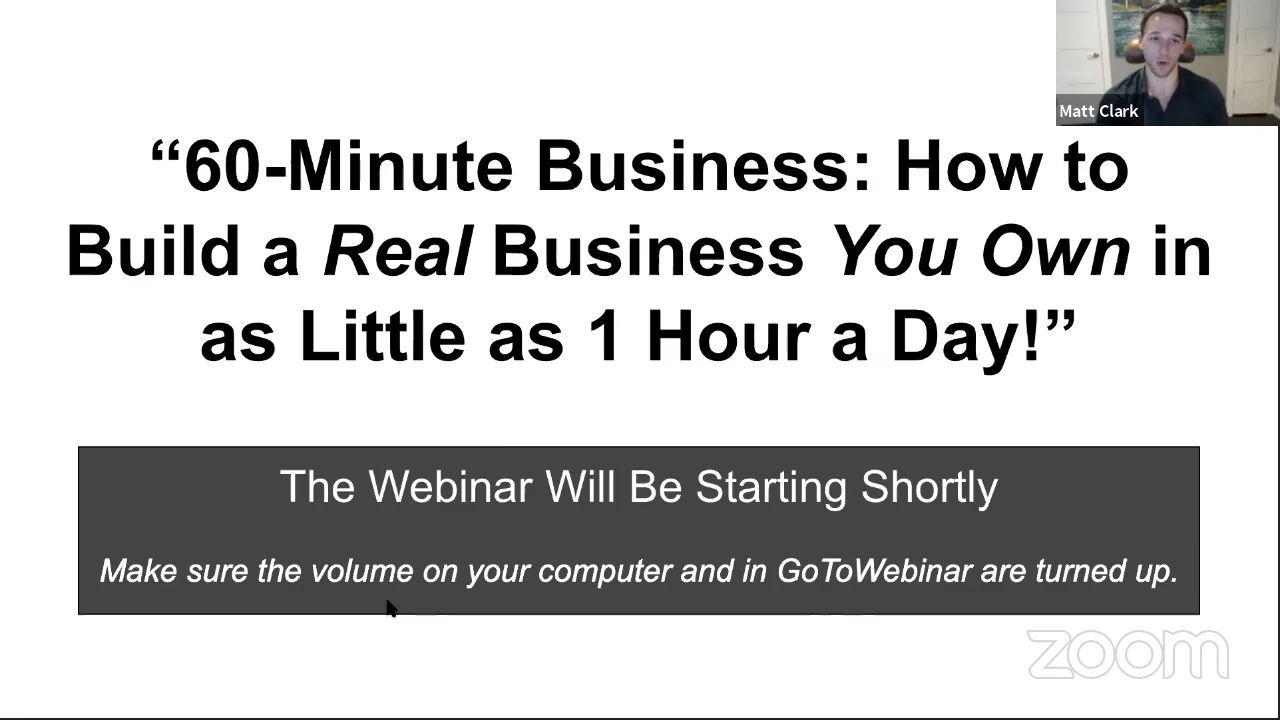 Matt Clark
“60-Minute Business: How to
Build a Real Business You Own in
as Little as 1 Hour a Day!”
The Webinar Will Be Starting Shortly
Make sure the volume on your computer and in GoToWebinar are turned up.
zoom